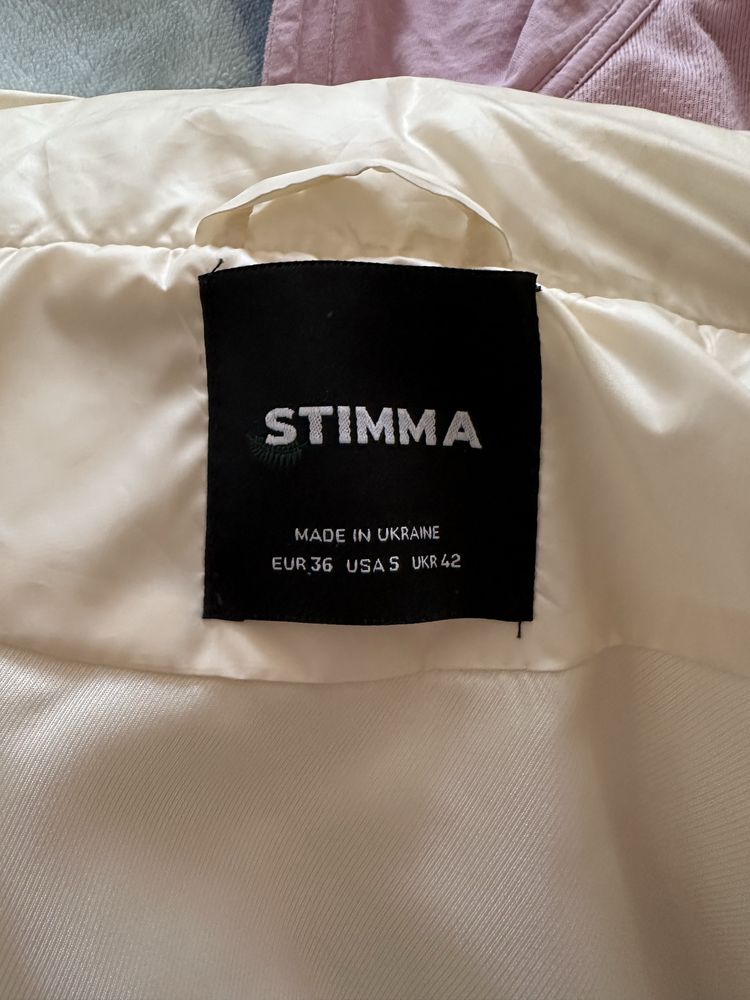 STIMMA
MADE IN UKRAINE
EUR 36 USA S UKR 42